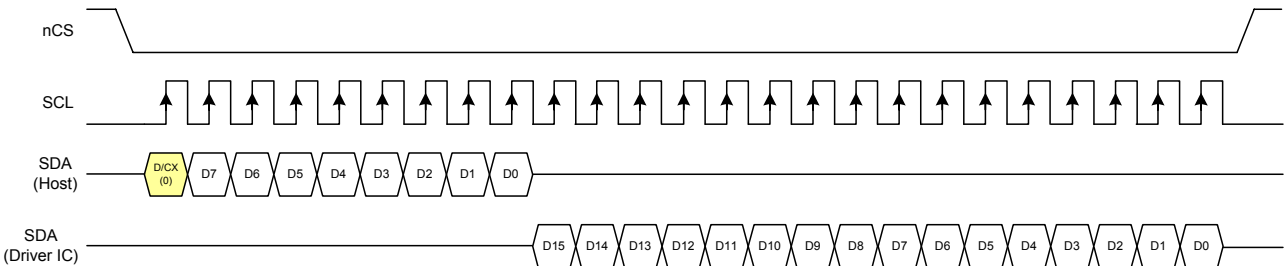 nCS
SCL
SDA
(Host)
D/CX
(0)
D7 D6 D5 D4 D3 D2 D1 D0
SDA
(Driver IC)
D15 D14 D13 D12 D11 D10 D9 D8 D7 D6 D5 D4 D3 D2 D1 D0